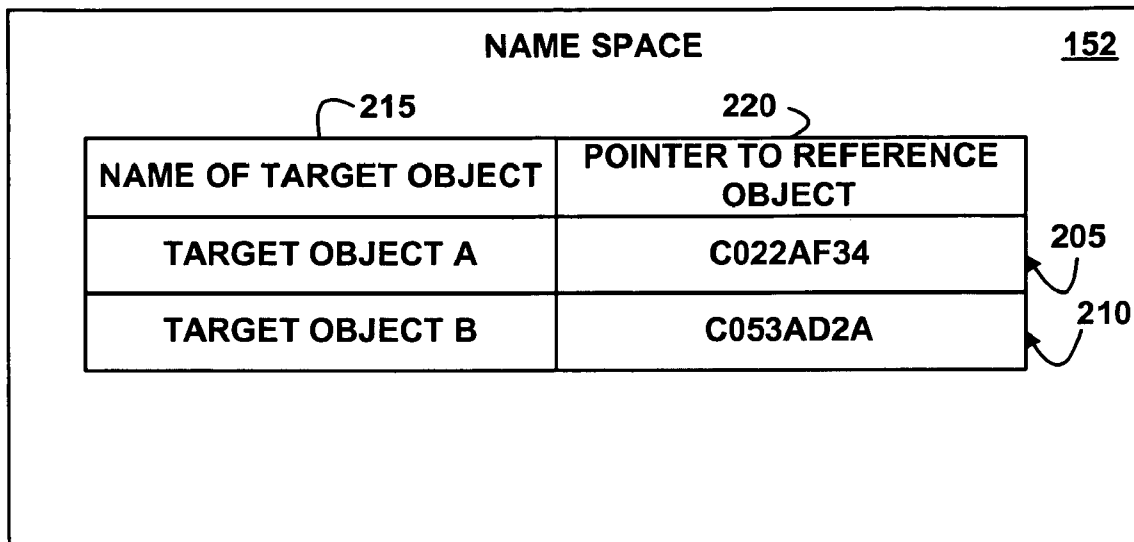 NAME SPACE 152
215 220
NAME OF TARGET OBJECT POINTER TO REFERENCE
OBJECT
TARGET OBJECT A C022AF34 205
TARGET OBJECT B C053AD2A 210